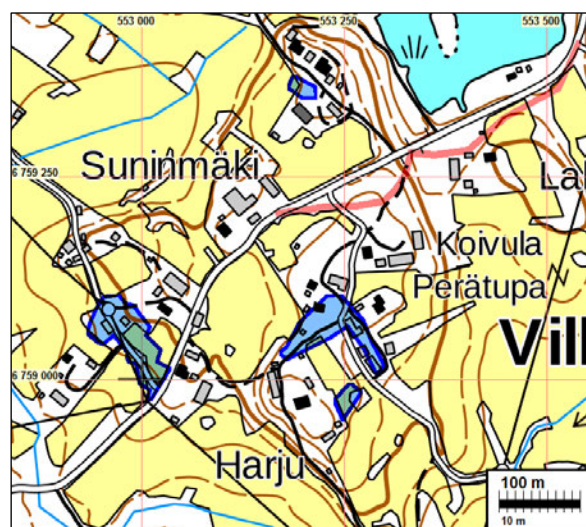 553 000
553 250
553 500
Suninmäki
6 759 250
Lal
Koivula
Perätupa
Vill
6 759 000
Harju
100 m
10 m